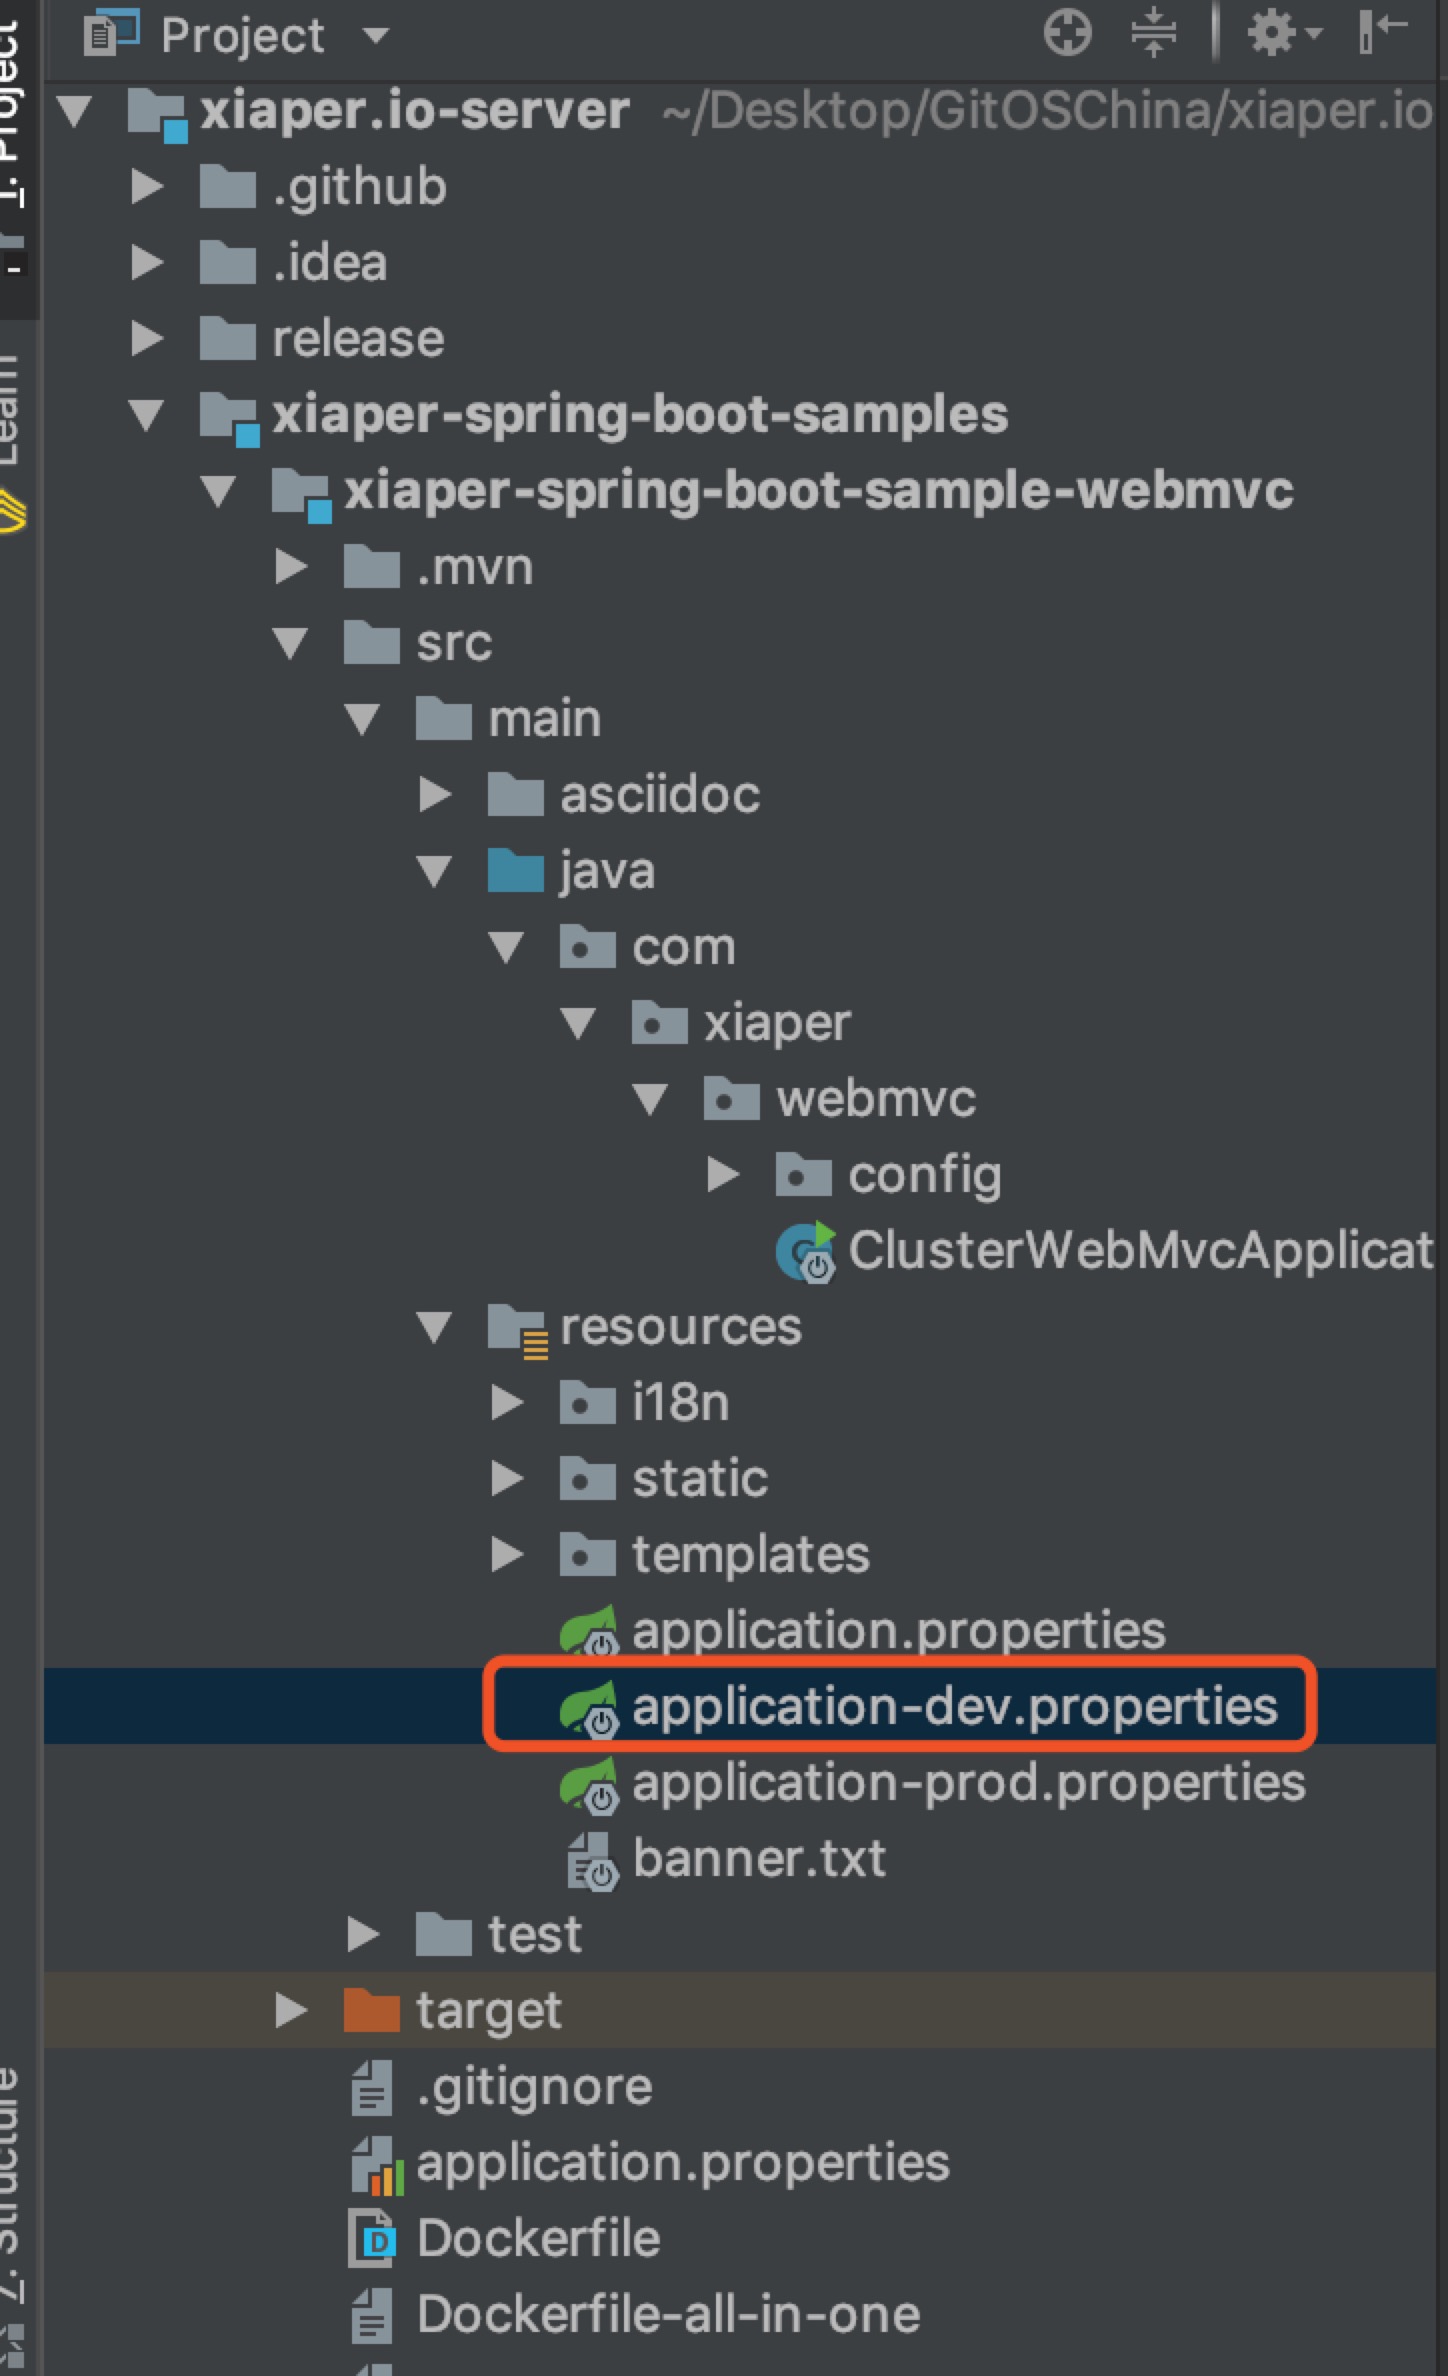 Project
xiaper.io-server ~/Desktop/GitOSChina/xiaper.io
.github
.idea
release
xiaper-spring-boot-samples
xiaper-spring-boot-sample-webmvc
.mvn
src
main
asciidoc
java
com
xiaper
webmvc
config
ClusterWebMvcApplicat
resources
i18n
static
templates
application.properties
application-dev.properties
application-prod.properties
banner.txt
test
target
.gitignore
application.properties
Dockerfile
Dockerfile-all-in-one
1: Project
Learn
7: Structure